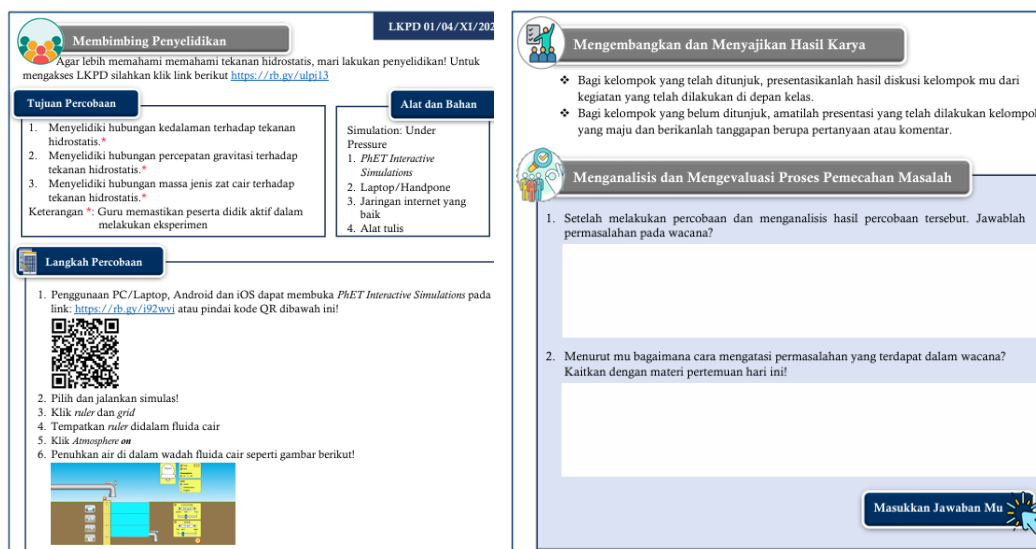 LKPD 01/04/XI/202
Membimbing Penyelidikan
Agar lebih memahami memahami tekanan hidrostatis, mari lakukan penyelidikan! Untuk
mengakses LKPD silahkan klik link berikut https://rb.gy/ulpj13
Tujuan Percobaan
1. Menyelidiki hubungan kedalaman terhadap tekanan
hidrostatis.*
2. Menyelidiki hubungan percepatan gravitasi terhadap
tekanan hidrostatis.*
3. Menyelidiki hubungan massa jenis zat cair terhadap
tekanan hidrostatis.*
Keterangan *: Guru memastikan peserta didik aktif dalam
melakukan eksperimen
Alat dan Bahan
Simulation: Under
Pressure
1. PhET Interactive
Simulations
2. Laptop/Handpone
3. Jaringan internet yang
baik
4. Alat tulis
Langkah Percobaan
1. Penggunaan PC/Laptop, Android dan iOS dapat membuka PhET Interactive Simulations pada
link: https://rb.gy/i92wvi atau pindai kode QR dibawah ini!
2. Pilih dan jalankan simulas!
3. Klik ruler dan grid
4. Tempatkan ruler didalam fluida cair
5. Klik Atmosphere on
6. Penuhkan air di dalam wadah fluida cair seperti gambar berikut!
Mengembangkan dan Menyajikan Hasil Karya
❖ Bagi kelompok yang telah ditunjuk, presentasikanlah hasil diskusi kelompok mu dari
kegiatan yang telah dilakukan di depan kelas.
❖ Bagi kelompok yang belum ditunjuk, amatilah presentasi yang telah dilakukan kelompok
yang maju dan berikanlah tanggapan berupa pertanyaan atau komentar.
Menganalisis dan Mengevaluasi Proses Pemecahan Masalah
1. Setelah melakukan percobaan dan menganalisis hasil percobaan tersebut. Jawablah
permasalahan pada wacana?
2. Menurut mu bagaimana cara mengatasi permasalahan yang terdapat dalam wacana?
Kaitkan dengan materi pertemuan hari ini!
Masukkan Jawaban Mu